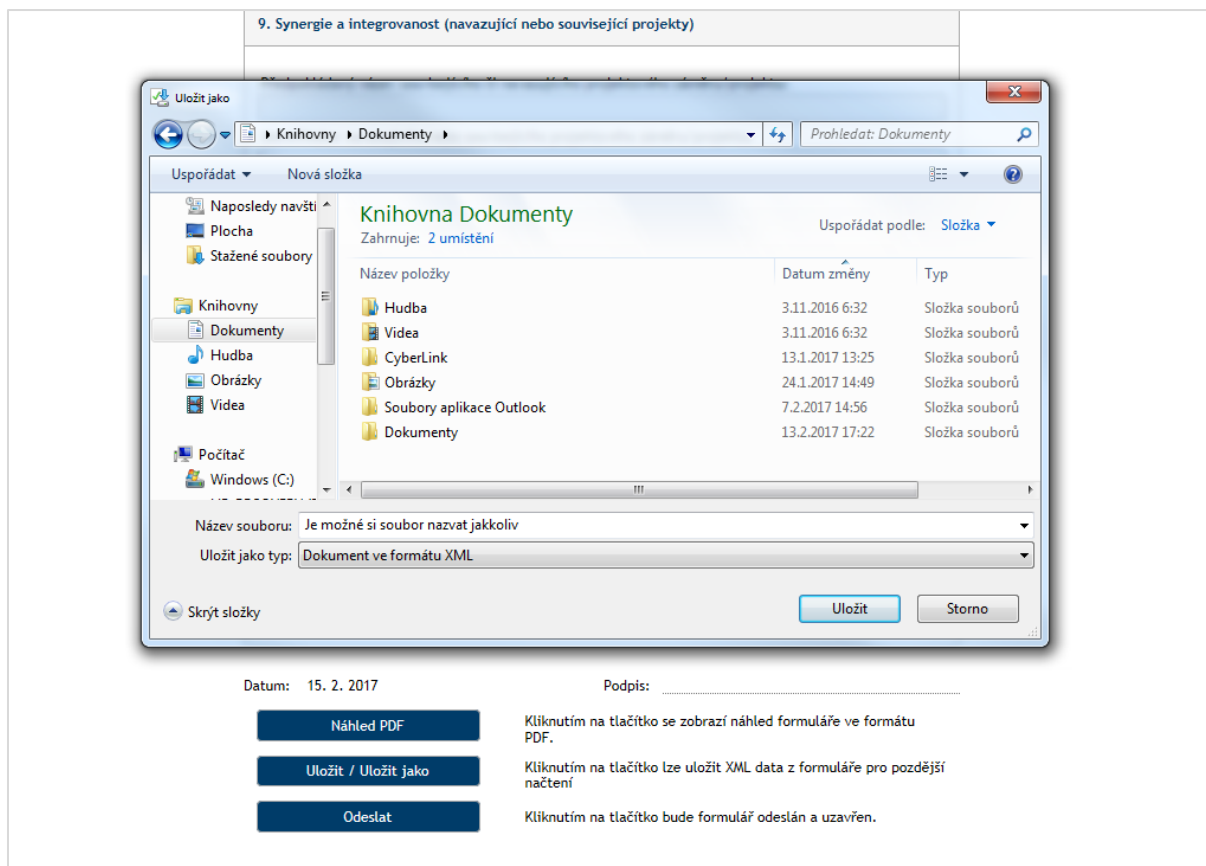 9. Synergie a integrovanost (navazující nebo související projekty)
Uložit jako
Knihovny
Dokumenty
Prohledat: Dokumenty
Uspořádat
Nová složka
Naposledy navšti
Plocha
Stažené soubory
Knihovny
Dokumenty
Hudba
Obrázky
Videa
Počítač
Windows (C:)
Knihovna Dokumenty
Zahrnuje: 2 umístění
Uspořádat podle: Složka
Název položky Datum změny Typ
Hudba 3.11.2016 6:32 Složka souborů
Videa 3.11.2016 6:32 Složka souborů
CyberLink 13.1.2017 13:25 Složka souborů
Obrázky 24.1.2017 14:49 Složka souborů
Soubory aplikace Outlook 7.2.2017 14:56 Složka souborů
Dokumenty 13.2.2017 17:22 Složka souborů
Název souboru: Je možné si soubor nazvat jakkoliv
Uložit jako typ: Dokument ve formátu XML
Skrýt složky
Uložit
Storno
Datum: 15. 2. 2017 Podpis:
Náhled PDF
Kliknutím na tlačítko se zobrazí náhled formuláře ve formátu
PDF.
Uložit / Uložit jako
Kliknutím na tlačítko lze uložit XML data z formuláře pro pozdější
načtení
Odeslat
Kliknutím na tlačítko bude formulář odeslán a uzavřen.